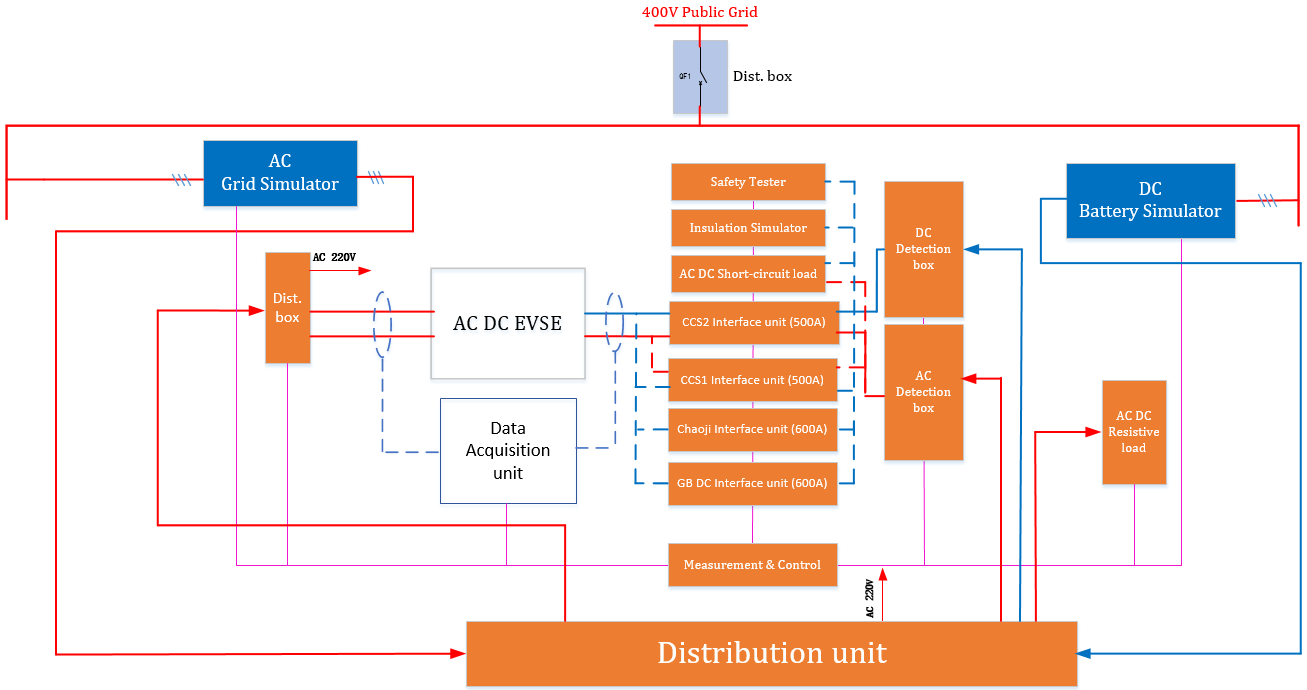 400V Public Grid
QF1
Dist. box
AC
Grid Simulator
Safety Tester
DC
Battery Simulator
Insulation Simulator
DC
Detection
box
AC 220V
Dist.
box
AC DC Short-circuit load
AC DC EVSE
CCS2 Interface unit (500A)
CCS1 Interface unit (500A)
AC
Detection
box
Data
Acquisition
unit
Chaoji Interface unit (600A)
AC DC
Resistive
load
GB DC Interface unit (600A)
Measurement & Control
AC 220V
Distribution unit